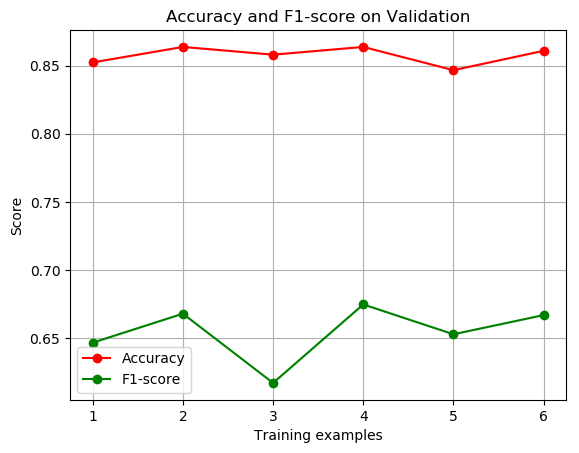 Accuracy and F1-score on Validation
Score
0.85
0.80
0.75
0.70
0.65
Accuracy
F1-score
1 2 3 4 5 6
Training examples